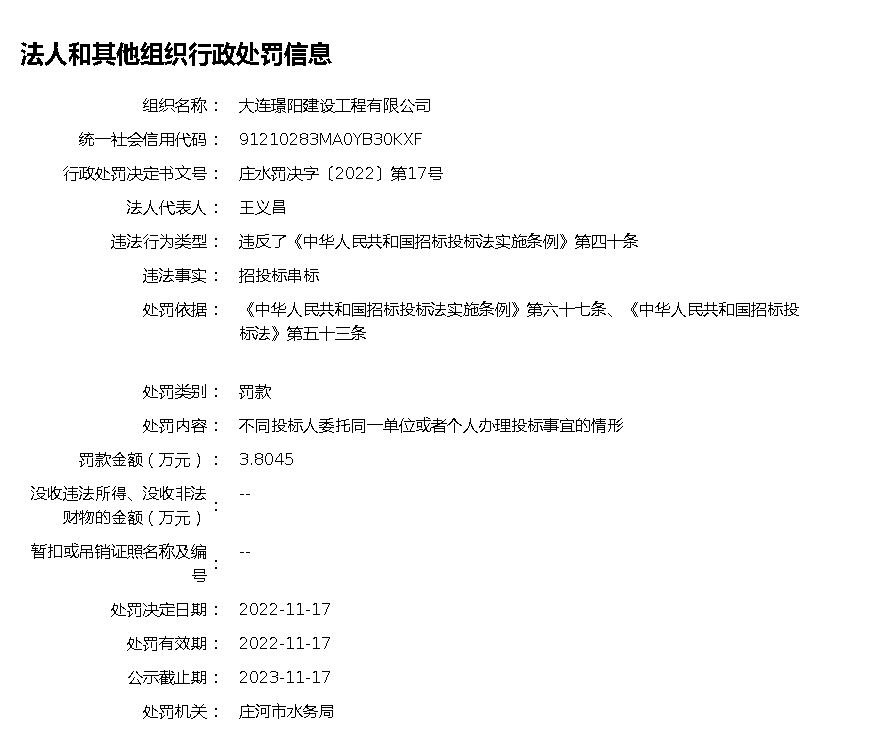 法人和其他组织行政处罚信息
组织名称： 大连璟阳建设工程有限公司
统一社会信用代码： 91210283MA0YB30KXF
行政处罚决定书文号： 庄水罚决字〔2022〕第17号
法人代表人： 王义昌
违法行为类型： 违反了《中华人民共和国招标投标法实施条例》第四十条
违法事实： 招投标串标
处罚依据： 《中华人民共和国招标投标法实施条例》第六十七条、《中华人民共和国招标投
标法》第五十三条
处罚类别： 罚款
处罚内容： 不同投标人委托同一单位或者个人办理投标事宜的情形
罚款金额（万元）： 3.8045
没收违法所得、没收非法
财物的金额（万元）： --
暂扣或吊销证照名称及编
号： --
处罚决定日期： 2022-11-17
处罚有效期： 2022-11-17
公示截止期： 2023-11-17
处罚机关： 庄河市水务局